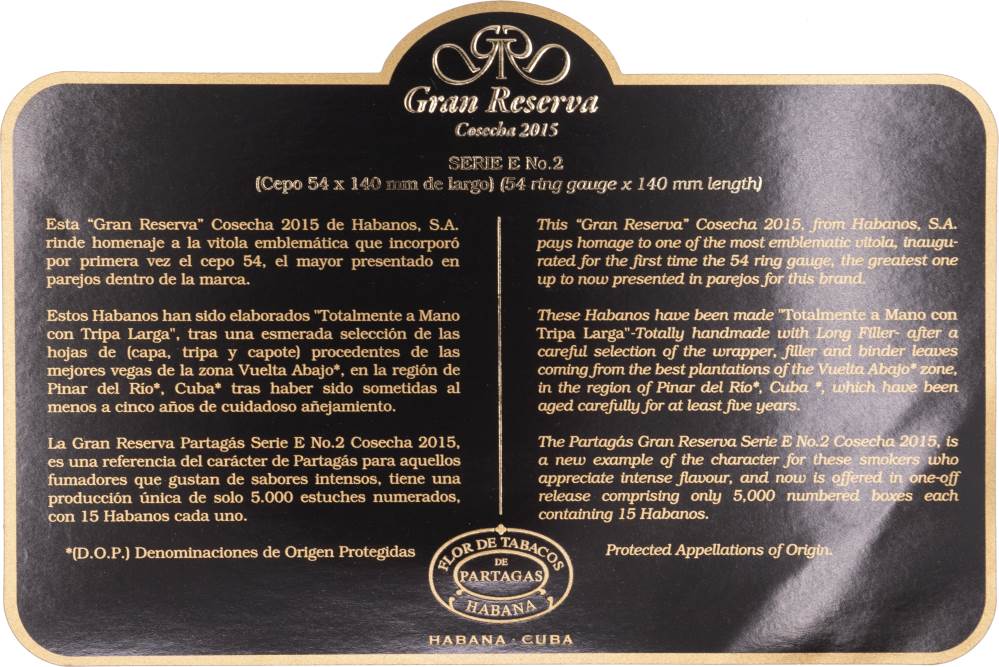 Gran Reserva
Cosecha 2015
SERIE E No.2
(Cepo 54 x 140 mm de largo) (54 ring gauge x 140 mm length)
Esta “Gran Reserva” Cosecha 2015 de Habanos, S.A.
rinde homenaje a la vitola emblemática que incorporó
por primera vez el cepo 54, el mayor presentado en
parejos dentro de la marca.
Estos Habanos han sido elaborados "Totalmente a Mano
con Tripa Larga", tras una esmerada selección de las
hojas de (capa, tripa y capote) procedentes de las
mejores vegas de la zona Vuelta Abajo*, en la región de
Pinar del Río*, Cuba* tras haber sido sometidas al
menos a cinco años de cuidadoso añejamiento.
La Gran Reserva Partagás Serie E No.2 Cosecha 2015,
es una referencia del carácter de Partagás para aquellos
fumadores que gustan de sabores intensos, tiene una
producción única de solo 5.000 estuches numerados,
con 15 Habanos cada uno.
*(D.O.P.) Denominaciones de Origen Protegidas
This “Gran Reserva” Cosecha 2015, from Habanos, S.A.
pays homage to one of the most emblematic vitola, inaugu-
rated for the first time the 54 ring gauge, the greatest one
up to now presented in parejos for this brand.
These Habanos have been made "Totalmente a Mano con
Tripa Larga"-Totally handmade with Long Filler- after a
careful selection of the wrapper, filler and binder leaves
coming from the best plantations of the Vuelta Abajo* zone,
in the region of Pinar del Río*, Cuba *, which have been
aged carefully for at least five years.
The Partagás Gran Reserva Serie E No.2 Cosecha 2015, is
a new example of the character for these smokers who
appreciate intense flavour, and now is offered in one-off
release comprising only 5,000 numbered boxes each
containing 15 Habanos.
Protected Appellations of Origin.
FLOR DE TABACOS
DE
PARTAGAS
HABANA
HABANA · CUBA